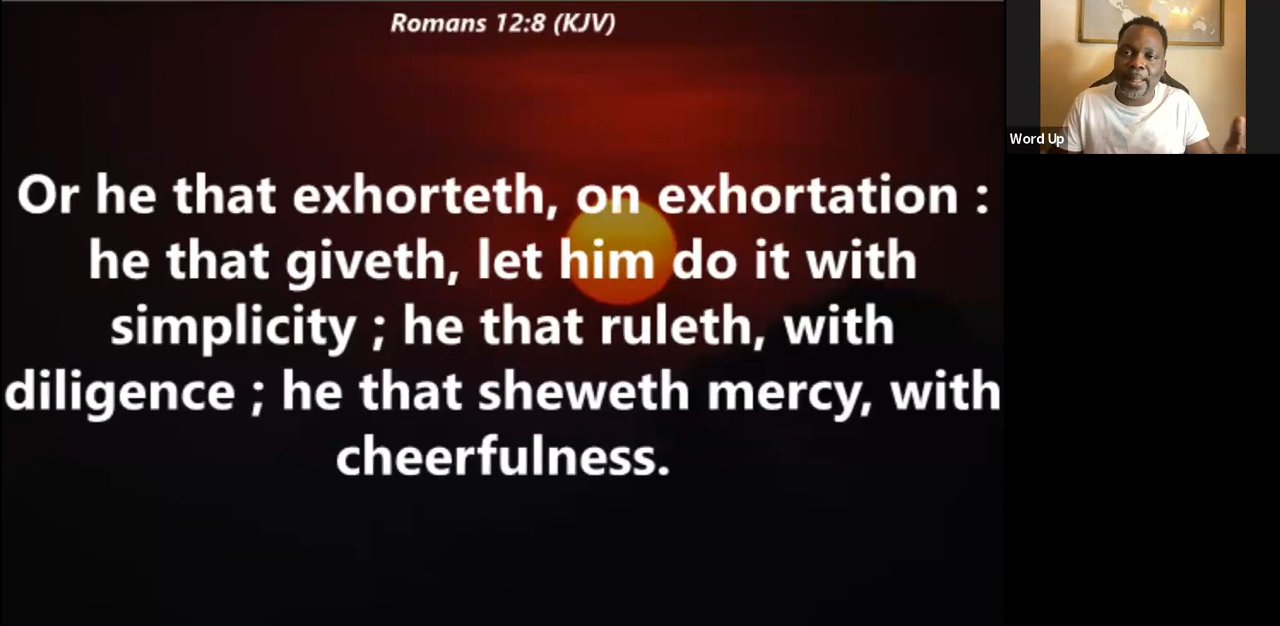 Romans 12:8 (KJV)
Or he that exhorteth, on exhortation :
he that giveth, let him do it with
simplicity ; he that ruleth, with
diligence ; he that sheweth mercy, with
cheerfulness.
Word Up